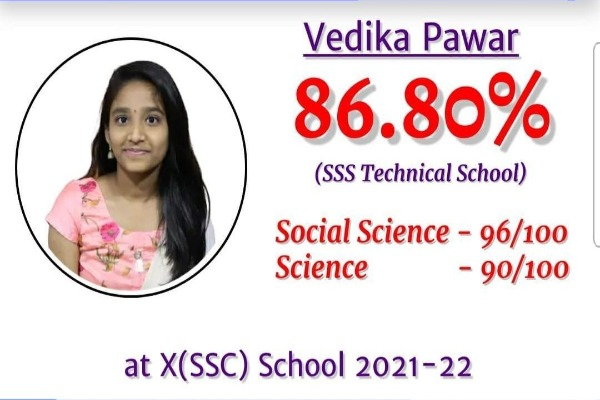 Vedika Pawar
86.80%
(SSS Technical School)
Social Science - 96/100
Science - 90/100
at X(SSC) School 2021-22